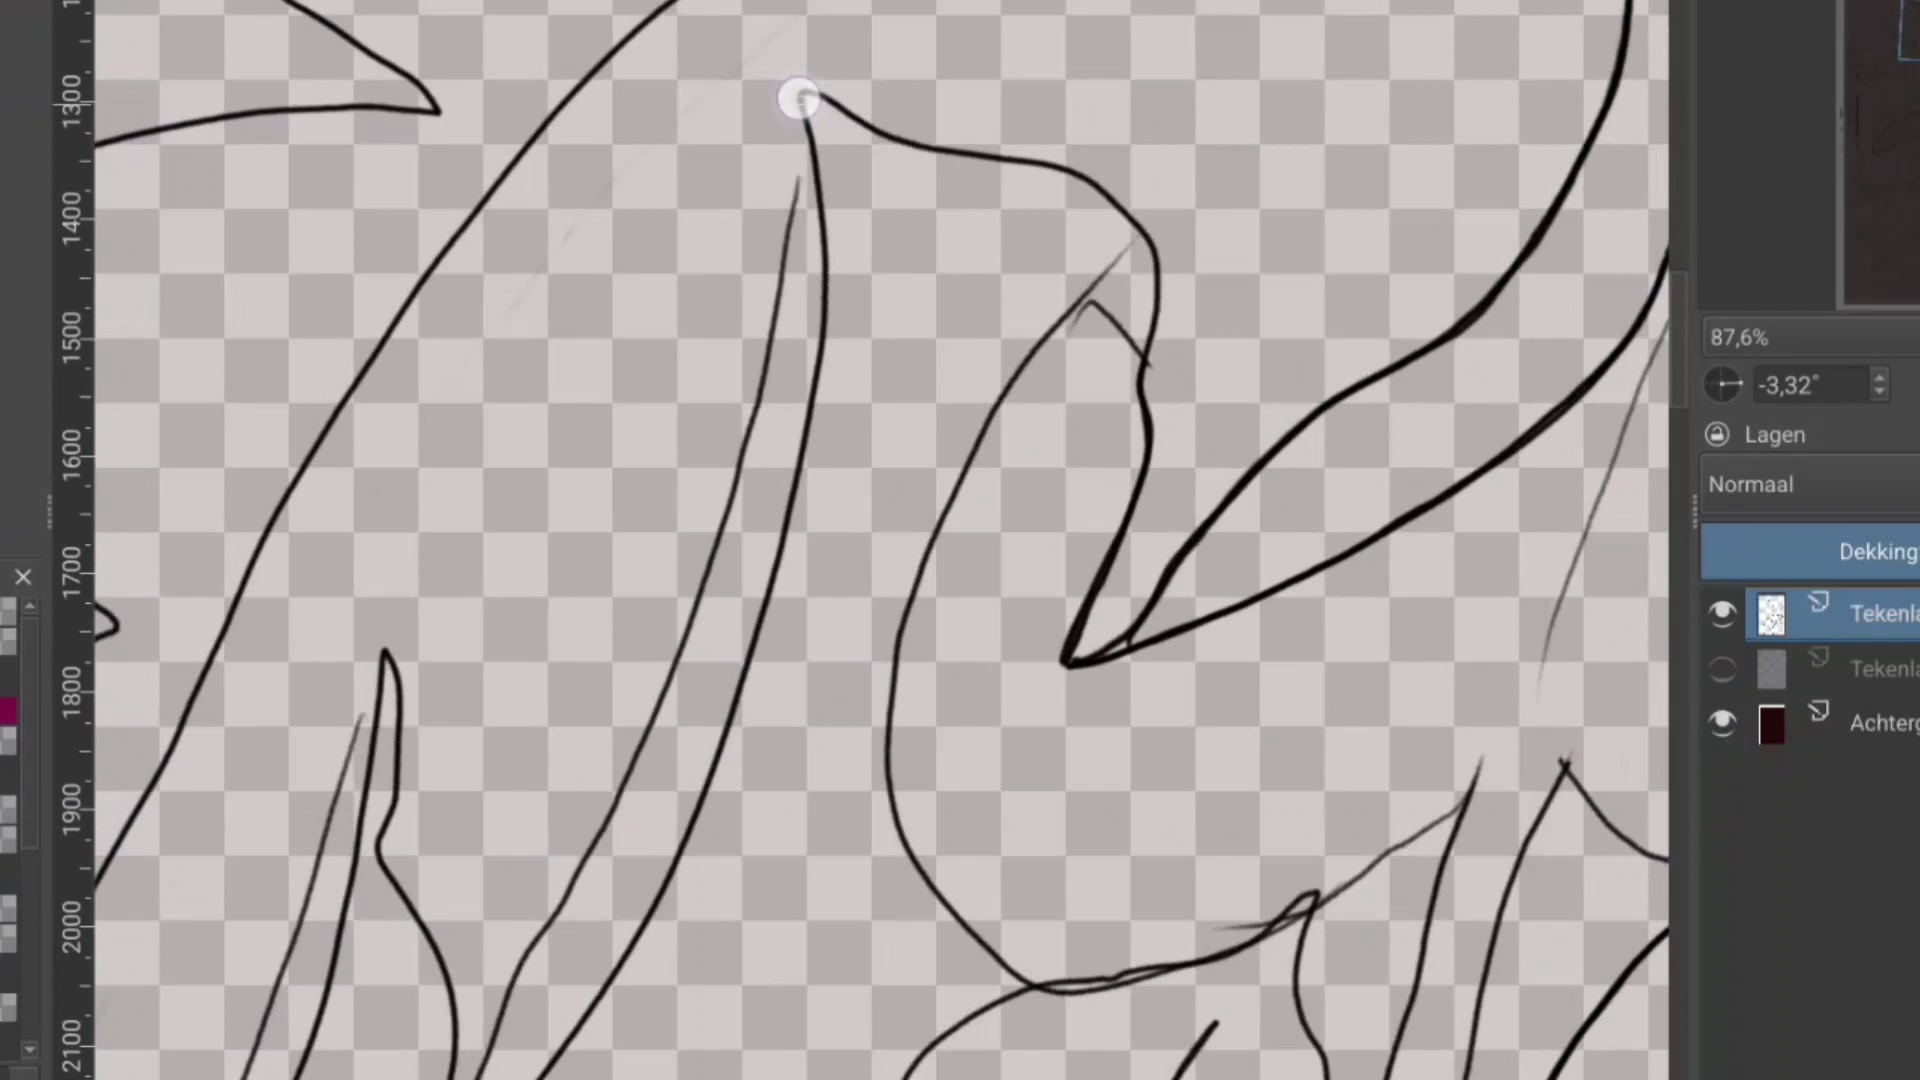 1300
1400
1500
1600
1700
1800
1900
2000
2100
87,6%
-3,32°
Lagen
Normaal
Dekking
Tekenla
Tekenla
Achterg